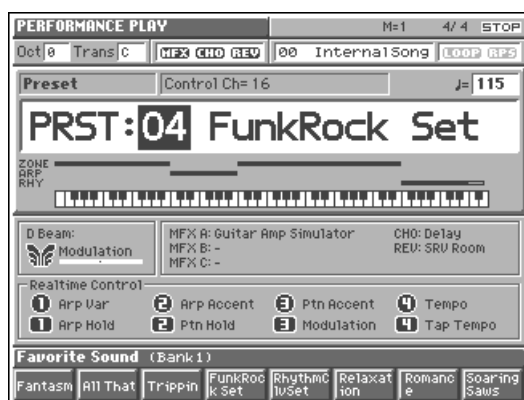 PERFORMANCE PLAY M=1 4/4 STOP
Oct 0 Trans C MFX CHO REV 00 InternalSong LOOP RPS
Preset Control Ch=16 ♩=115
PRST:04 FunkRock Set
ZONE
ARP
RHY
D Beam: MFX A: Guitar Amp Simulator CHO: Delay
Modulation MFX B: - REV: SRV Room
MFX C: -
Realtime Control
1 Arp Var 2 Arp Accent 3 Ptn Accent 4 Tempo
1 Arp Hold 2 Ptn Hold 3 Modulation 4 Tap Tempo
Favorite Sound (Bank1)
Fantasm All That Trippin FunkRoc RhythmC Relaxat Romanc Soaring
k Set lvSet ion e Saws